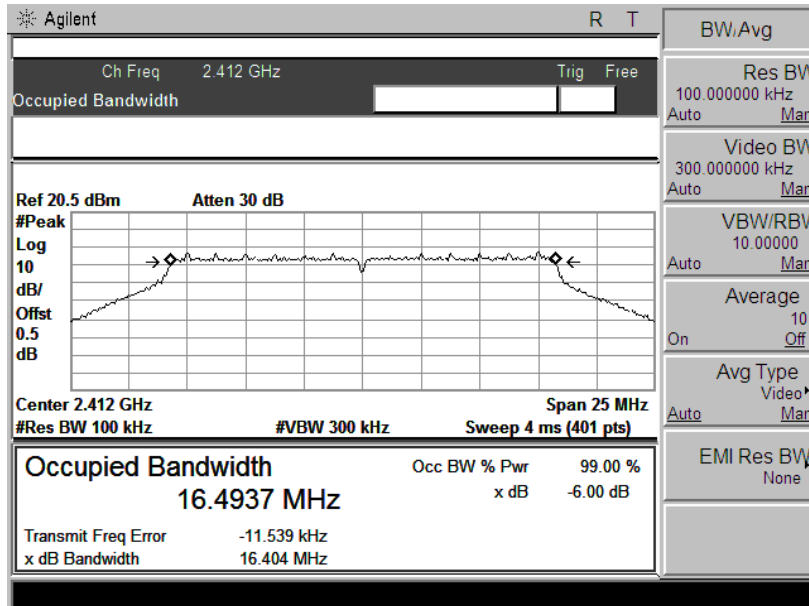 Agilent R T
Ch Freq 2.412 GHz Trig Free
Occupied Bandwidth
Ref 20.5 dBm Atten 30 dB
#Peak
Log
10
dB/
Offst
0.5
dB
Center 2.412 GHz Span 25 MHz
#Res BW 100 kHz #VBW 300 kHz Sweep 4 ms (401 pts)
Occupied Bandwidth
16.4937 MHz
Occ BW % Pwr 99.00 %
x dB -6.00 dB
Transmit Freq Error -11.539 kHz
x dB Bandwidth 16.404 MHz
BW/Avg
Res BW
100.000000 kHz
Auto Man
Video BW
300.000000 kHz
Auto Man
VBW/RBW
10.00000
Auto Man
Average
10
On Off
Avg Type
Video
Auto Man
EMI Res BW
None